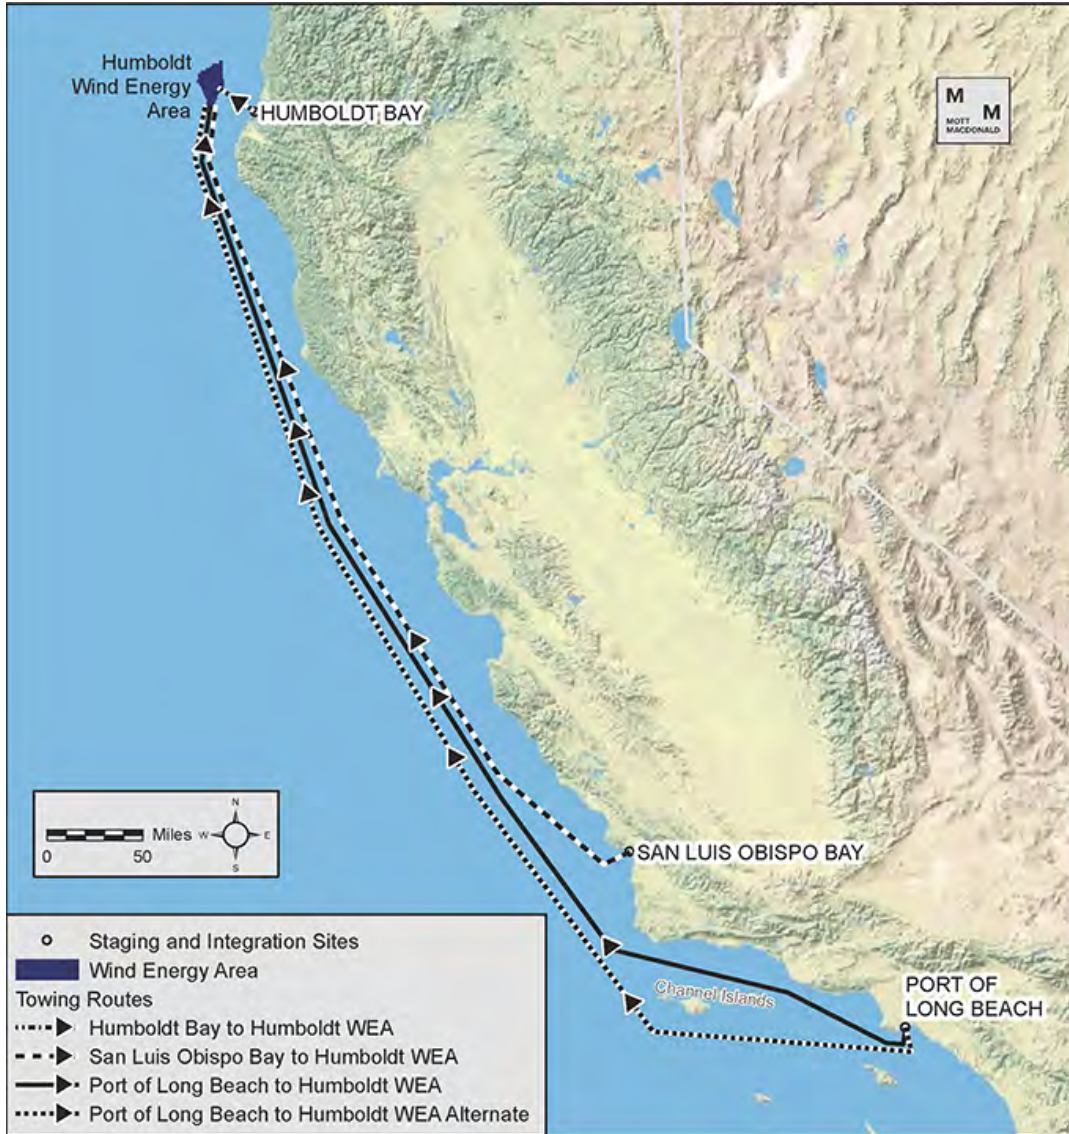 Humboldt
Wind Energy
Area
HUMBOLDT BAY
M
M
MOTT
MACDONALD
SAN LUIS OBISPO BAY
N
W
E
S
Miles
0
50
Channel Islands
PORT OF
LONG BEACH
Staging and Integration Sites
Wind Energy Area
Towing Routes
Humboldt Bay to Humboldt WEA
San Luis Obispo Bay to Humboldt WEA
Port of Long Beach to Humboldt WEA
Port of Long Beach to Humboldt WEA Alternate